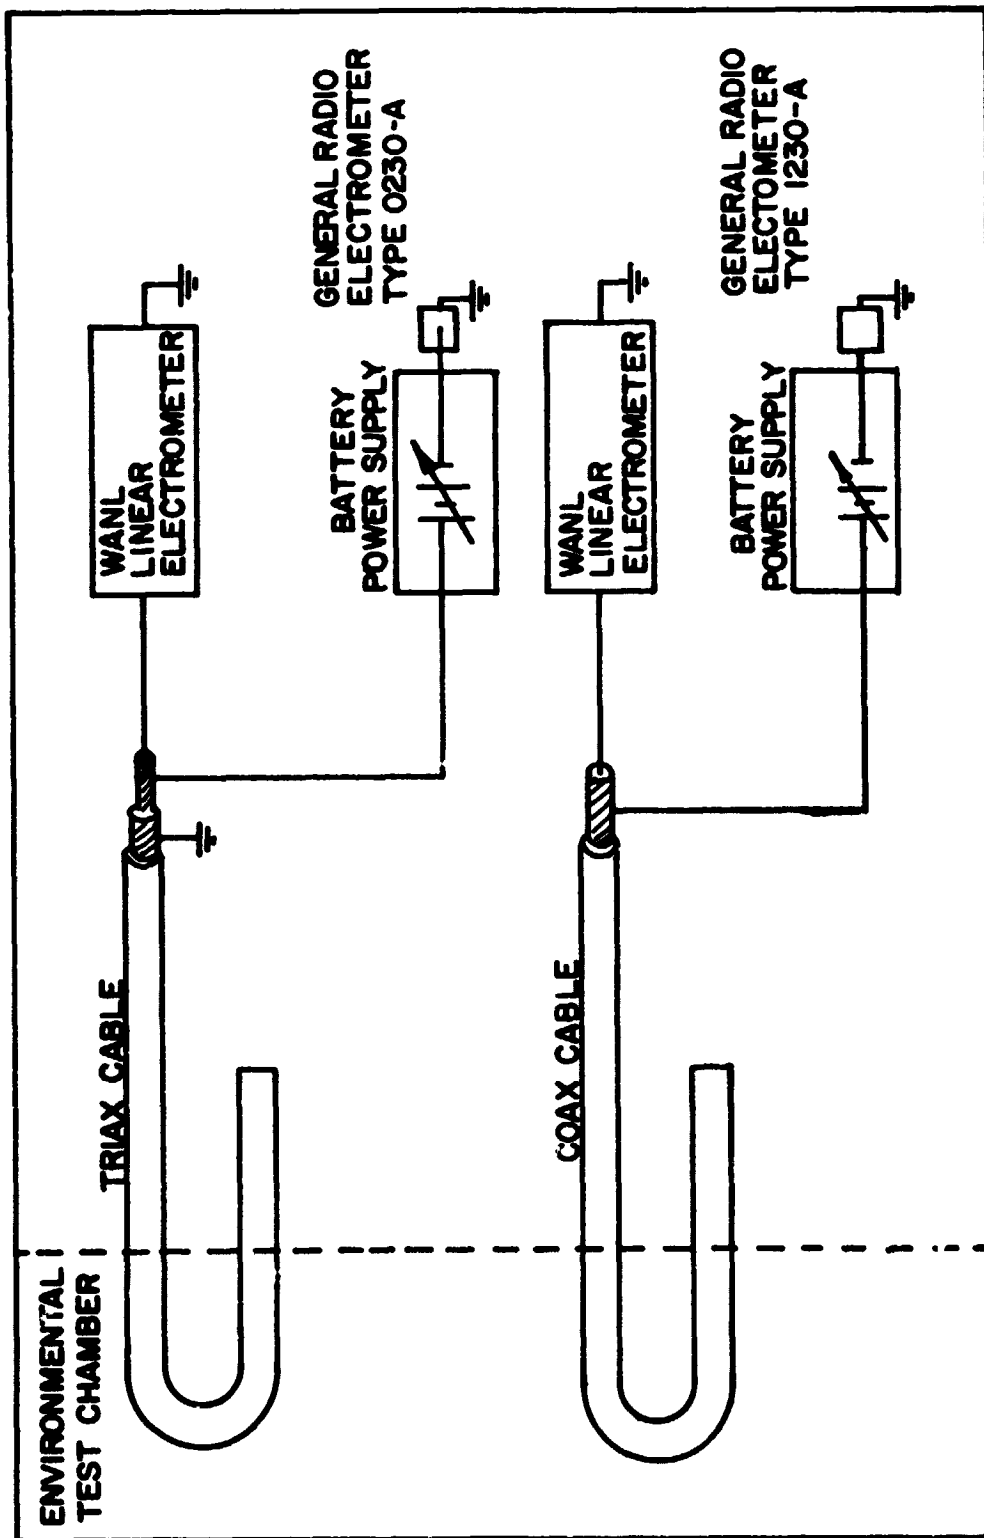 ENVIRONMENTAL
TEST CHAMBER
TRIAX CABLE
WANL
LINEAR
ELECTROMETER
BATTERY
POWER SUPPLY
GENERAL RADIO
ELECTROMETER
TYPE 0230-A
COAX CABLE
WANL
LINEAR
ELECTROMETER
BATTERY
POWER SUPPLY
GENERAL RADIO
ELECTOMETER
TYPE 1230-A